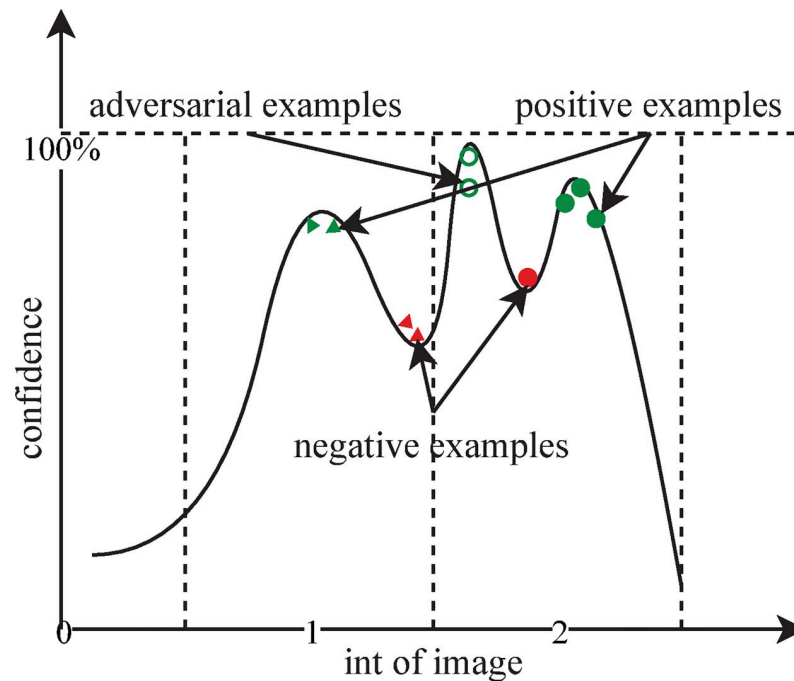 adversarial examples
positive examples
100%
confidence
negative examples
0
1
2
int of image